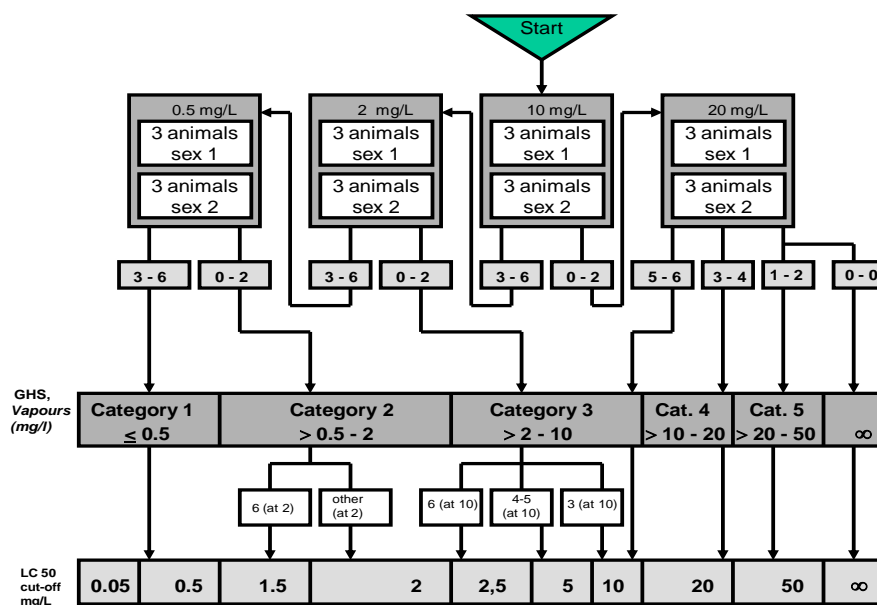 Start
0.5 mg/L
2 mg/L
10 mg/L
20 mg/L
3 animals
sex 1
3 animals
sex 1
3 animals
sex 1
3 animals
sex 1
3 animals
sex 2
3 animals
sex 2
3 animals
sex 2
3 animals
sex 2
3 - 6
0 - 2
3 - 6
0 - 2
3 - 6
0 - 2
5 - 6
3 - 4
1 - 2
0 - 0
GHS,
Vapours
(mg/l)
Category 1
≤ 0.5
Category 2
> 0.5 - 2
Category 3
> 2 - 10
Cat. 4
> 10 - 20
Cat. 5
> 20 - 50
∞
6 (at 2)
other
(at 2)
6 (at 10)
4-5
(at 10)
3 (at 10)
LC 50
cut-off
mg/L
0.05
0.5
1.5
2
2,5
5
10
20
50
∞